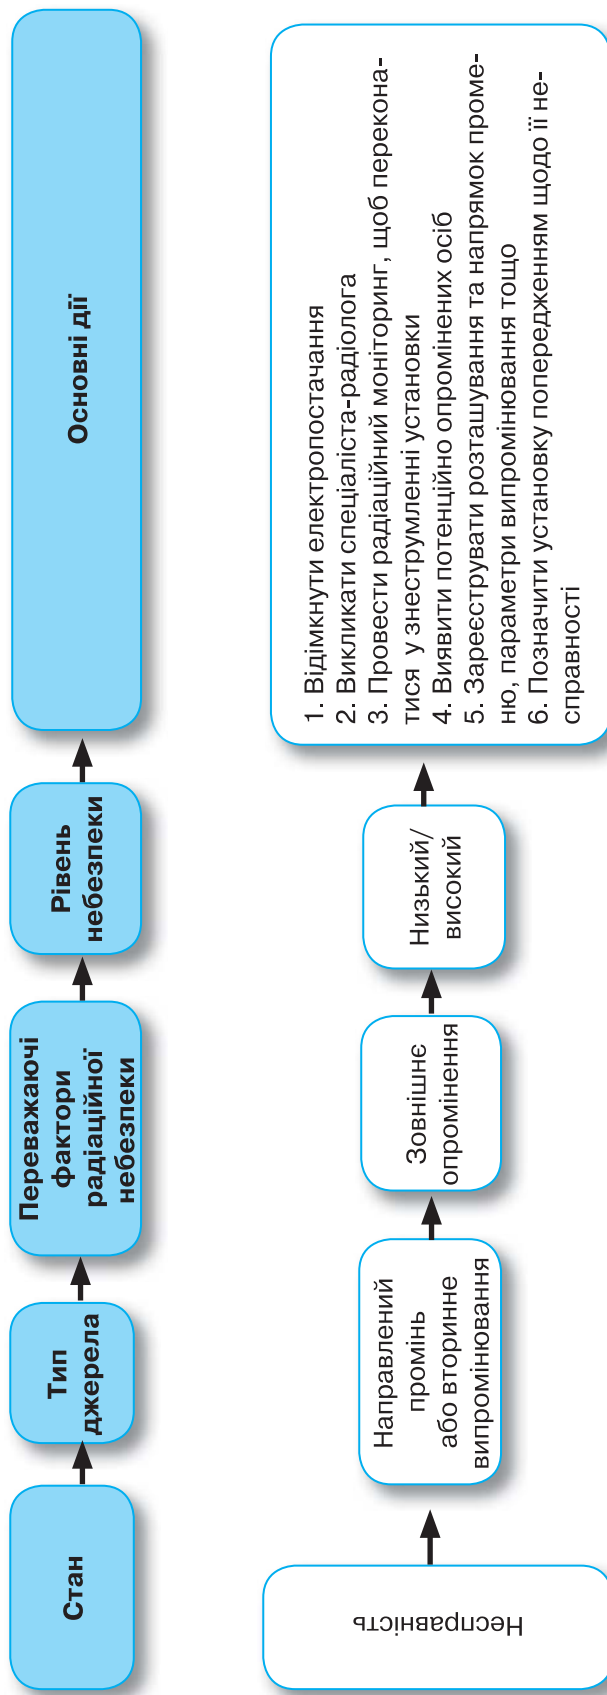 Стан
Тип
джерела
Переважаючі
фактори
радіаційної
небезпеки
Рівень
небезпеки
Основні дії
Несправність
Направлений
промінь
або вторинне
випромінювання
Зовнішнє
опромінення
Низький/
високий
1. Відімкнути електропостачання
2. Викликати спеціаліста-радіолога
3. Провести радіаційний моніторинг, щоб перекона-
тися у знеструмленні установки
4. Виявити потенційно опромінених осіб
5. Зареєструвати розташування та напрямок проме-
ню, параметри випромінювання тощо
6. Позначити установку попередженням щодо її не-
справності